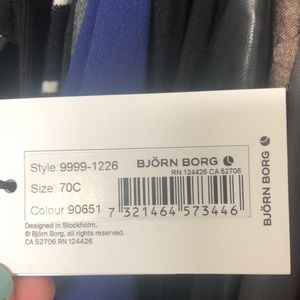 Style: 9999-1226
Size: 70C
Colour: 90651
BJÖRN BORG
RN 124426 CA 52706
7 321464 573446
Designed in Stockholm.
© Björn Borg, all rights reserved.
CA 52706 RN 124426
BJÖRN BORG